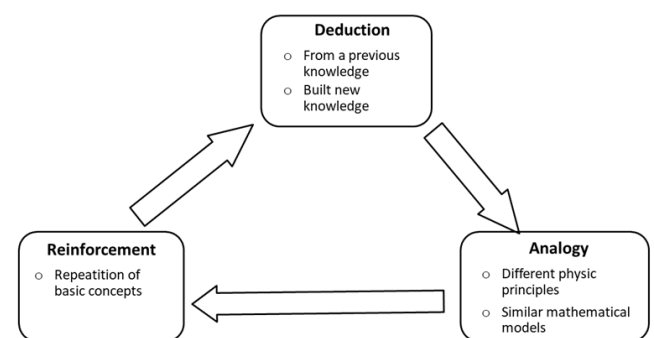 Deduction
○ From a previous
knowledge
○ Built new
knowledge
Reinforcement
○ Repeatition of
basic concepts
Analogy
○ Different physic
principles
○ Similar mathematical
models